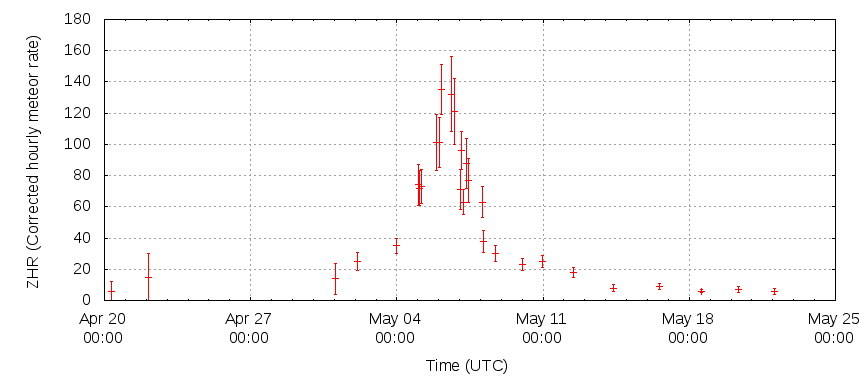 180
160
140
120
100
80
60
40
20
0
ZHR (Corrected hourly meteor rate)
Apr 20 Apr 27 May 04 May 11 May 18 May 25
00:00 00:00 00:00 00:00 00:00 00:00
Time (UTC)